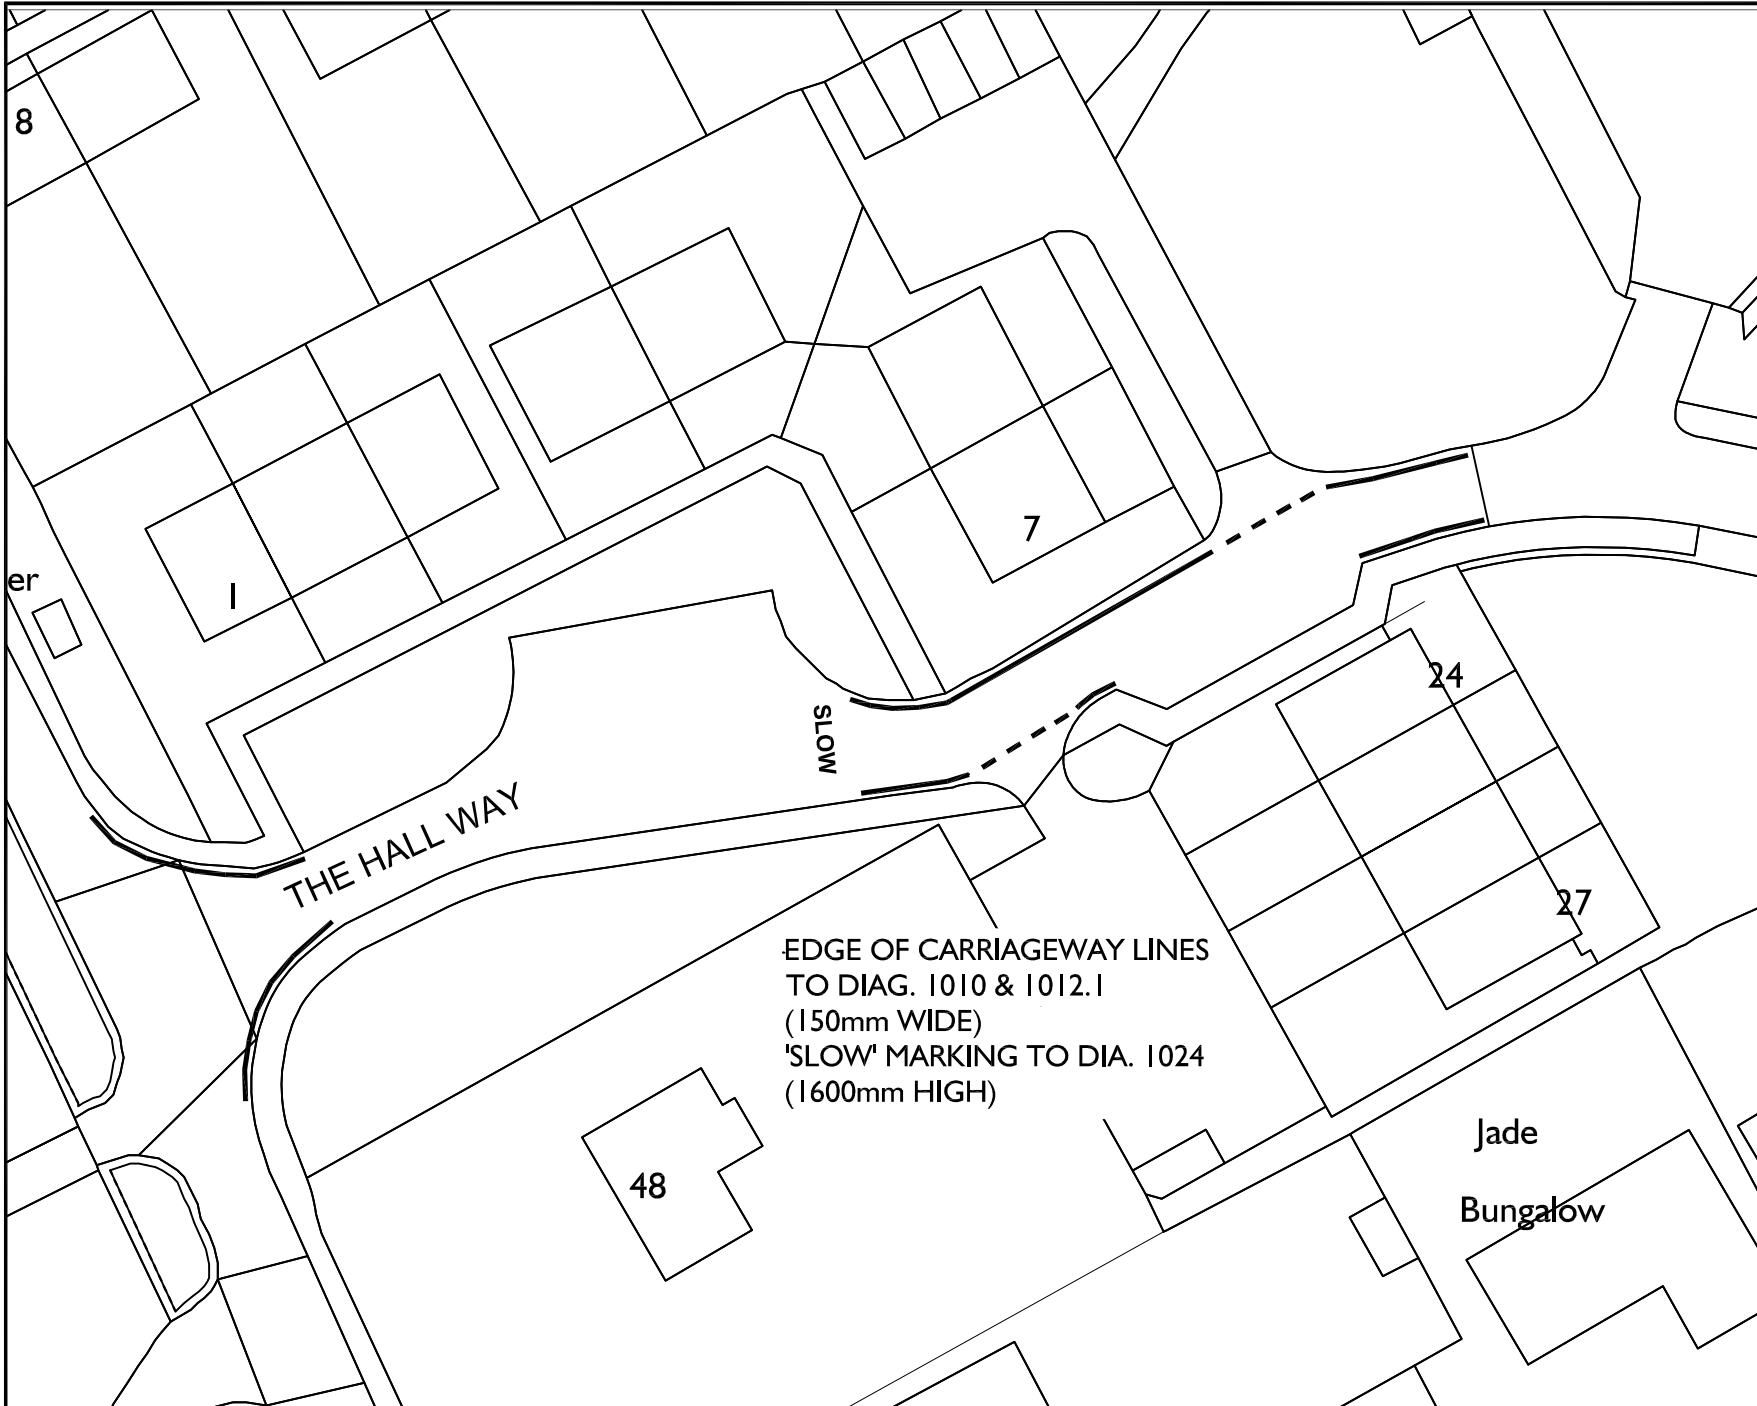 8
er
1
7
SLOW
THE HALL WAY
24
27
EDGE OF CARRIAGEWAY LINES
TO DIAG. 1010 & 1012.1
(150mm WIDE)
'SLOW' MARKING TO DIA. 1024
(1600mm HIGH)
48
Jade
Bungalow